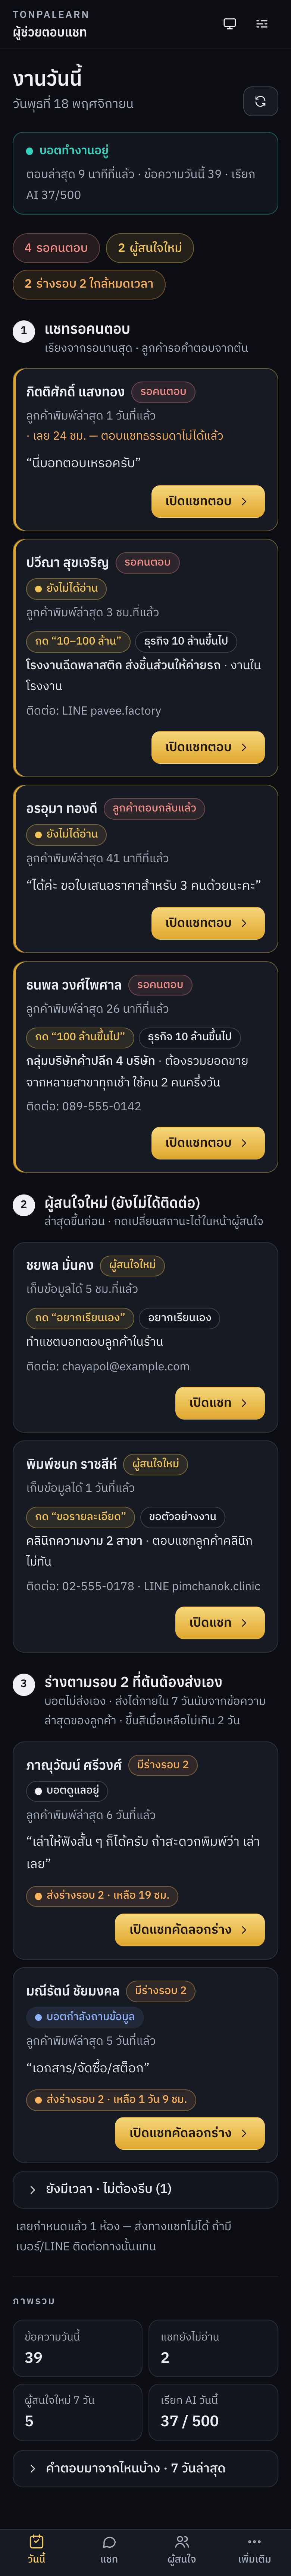 TONPALEARN
ผู้ช่วยตอบแชท
งานวันนี้
วันพุธที่ 18 พฤศจิกายน
บอตทำงานอยู่
ตอบล่าสุด 9 นาทีที่แล้ว · ข้อความวันนี้ 39 · เรียก
AI 37/500
4 รอคนตอบ
2 ผู้สนใจใหม่
2 ร่างรอบ 2 ใกล้หมดเวลา
1 แชทรอคนตอบ
เรียงจากรอนานสุด · ลูกค้ารอคำตอบจากต้น
กิตติศักดิ์ แสงทอง รอคนตอบ
ลูกค้าพิมพ์ล่าสุด 1 วันที่แล้ว
· เลย 24 ชม. — ตอบแชทธรรมดาไม่ได้แล้ว
“นี่บอทตอบเหรอครับ”
เปิดแชทตอบ
ปวีณา สุขเจริญ รอคนตอบ
ยังไม่ได้อ่าน
ลูกค้าพิมพ์ล่าสุด 3 ชม.ที่แล้ว
กด “10–100 ล้าน” ธุรกิจ 10 ล้านขึ้นไป
โรงงานฉีดพลาสติก ส่งชิ้นส่วนให้ค่ายรถ · งานใน
โรงงาน
ติดต่อ: LINE pavee.factory
เปิดแชทตอบ
อรอุมา ทองดี ลูกค้าตอบกลับแล้ว
ยังไม่ได้อ่าน
ลูกค้าพิมพ์ล่าสุด 41 นาทีที่แล้ว
“ได้ค่ะ ขอใบเสนอราคาสำหรับ 3 คนด้วยนะคะ”
เปิดแชทตอบ
ธนพล วงศ์ไพศาล รอคนตอบ
ลูกค้าพิมพ์ล่าสุด 26 นาทีที่แล้ว
กด “100 ล้านขึ้นไป” ธุรกิจ 10 ล้านขึ้นไป
กลุ่มบริษัทค้าปลีก 4 บริษัท · ต้องรวมยอดขาย
จากหลายสาขาทุกเช้า ใช้คน 2 คนครึ่งวัน
ติดต่อ: 089-555-0142
เปิดแชทตอบ
2 ผู้สนใจใหม่ (ยังไม่ได้ติดต่อ)
ล่าสุดขึ้นก่อน · กดเปลี่ยนสถานะได้ในหน้าผู้สนใจ
ชยพล มั่นคง ผู้สนใจใหม่
เก็บข้อมูลได้ 5 ชม.ที่แล้ว
กด “อยากเรียนเอง” อยากเรียนเอง
ทำแชตบอทตอบลูกค้าในร้าน
ติดต่อ: chayapol@example.com
เปิดแชท
พิมพ์ชนก ราชสีห์ ผู้สนใจใหม่
เก็บข้อมูลได้ 1 วันที่แล้ว
กด “ขอรายละเอียด” ขอตัวอย่างงาน
คลินิกความงาม 2 สาขา · ตอบแชทลูกค้าคลินิก
ไม่ทัน
ติดต่อ: 02-555-0178 · LINE pimchanok.clinic
เปิดแชท
3 ร่างตามรอบ 2 ที่ต้นต้องส่งเอง
บอตไม่ส่งเอง · ส่งได้ภายใน 7 วันนับจากข้อความ
ล่าสุดของลูกค้า · ขึ้นสีเมื่อเหลือไม่เกิน 2 วัน
ภาณุวัฒน์ ศรีวงศ์ มีร่างรอบ 2
บอตดูแลอยู่
ลูกค้าพิมพ์ล่าสุด 6 วันที่แล้ว
“เล่าให้ฟังสั้น ๆ ก็ได้ครับ ถ้าสะดวกพิมพ์ว่า เล่า
เลย”
ส่งร่างรอบ 2 · เหลือ 19 ชม.
เปิดแชทคัดลอกร่าง
มณีรัตน์ ชัยมงคล มีร่างรอบ 2
บอตกำลังถามข้อมูล
ลูกค้าพิมพ์ล่าสุด 5 วันที่แล้ว
“เอกสาร/จัดซื้อ/สต็อก”
ส่งร่างรอบ 2 · เหลือ 1 วัน 9 ชม.
เปิดแชทคัดลอกร่าง
ยังมีเวลา · ไม่ต้องรีบ (1)
เลยกำหนดแล้ว 1 ห้อง — ส่งทางแชทไม่ได้ ถ้ามี
เบอร์/LINE ติดต่อทางนั้นแทน
ภาพรวม
ข้อความวันนี้
39
แชทยังไม่อ่าน
2
ผู้สนใจใหม่ 7 วัน
5
เรียก AI วันนี้
37 / 500
คำตอบมาจากไหนบ้าง · 7 วันล่าสุด
วันนี้
แชท
ผู้สนใจ
เพิ่มเติม